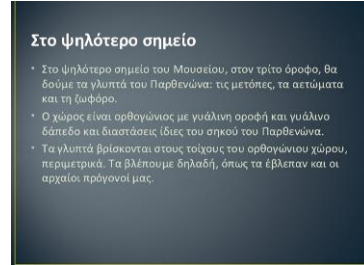 Στο ψηλότερο σημείο
• Στο ψηλότερο σημείο του Μουσείου, στον τρίτο όροφο, θα
δούμε τα γλυπτά του Παρθενώνα: τις μετόπες, τα αετώματα
και τη ζωφόρο.
• Ο χώρος είναι ορθογώνιος με γυάλινη οροφή και γυάλινο
δάπεδο και διαστάσεις ίδιες του σηκού του Παρθενώνα.
• Τα γλυπτά βρίσκονται στους τοίχους του ορθογώνιου χώρου,
περιμετρικά. Τα βλέπουμε δηλαδή, όπως τα έβλεπαν και οι
αρχαίοι πρόγονοί μας.